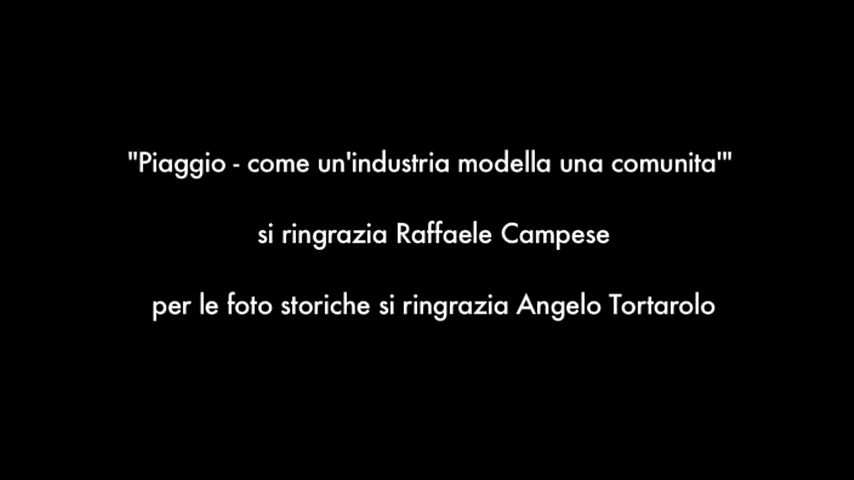 "Piaggio - come un'industria modella una comunita'"
si ringrazia Raffaele Campese
per le foto storiche si ringrazia Angelo Tortarolo